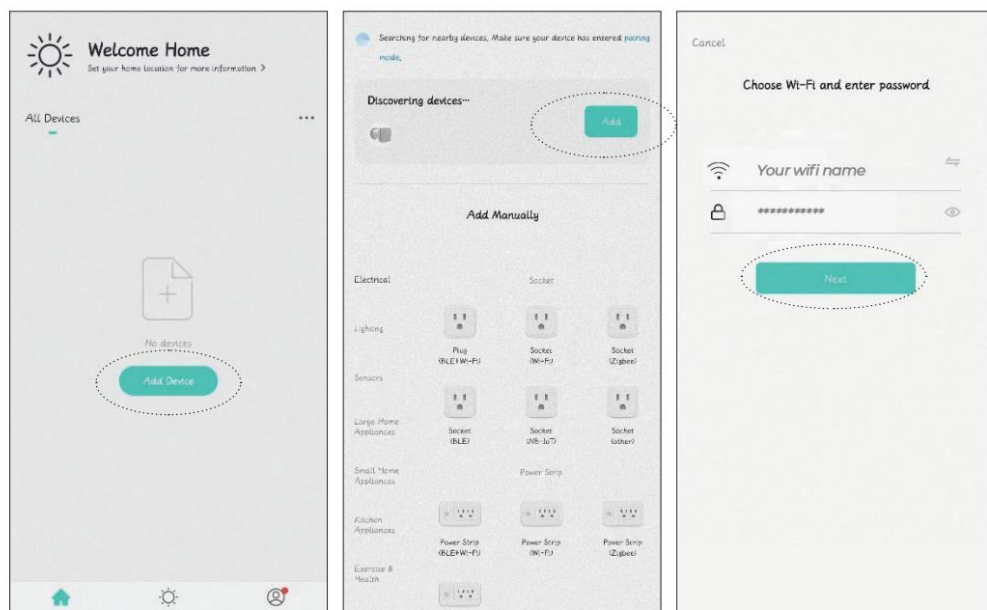 Welcome Home
Set your home location for more information >
All Devices
...
No devices
Add Device
Searching for nearby devices, Make sure your device has entered pairing
mode.
Discovering devices...
Add
Add Manually
Electrical
Socket
Lighting
Plug
(BLE+Wi-Fi)
Socket
(Wi-Fi)
Socket
(Zigbee)
Sensors
Large Home
Appliances
Socket
(BLE)
Socket
(NB-IoT)
Socket
(other)
Small Home
Appliances
Power Strip
Kitchen
Appliances
Power Strip
(BLE+Wi-Fi)
Power Strip
(Wi-Fi)
Power Strip
(Zigbee)
Exercise &
Health
Cancel
Choose Wi-Fi and enter password
Your wifi name
***********
Next